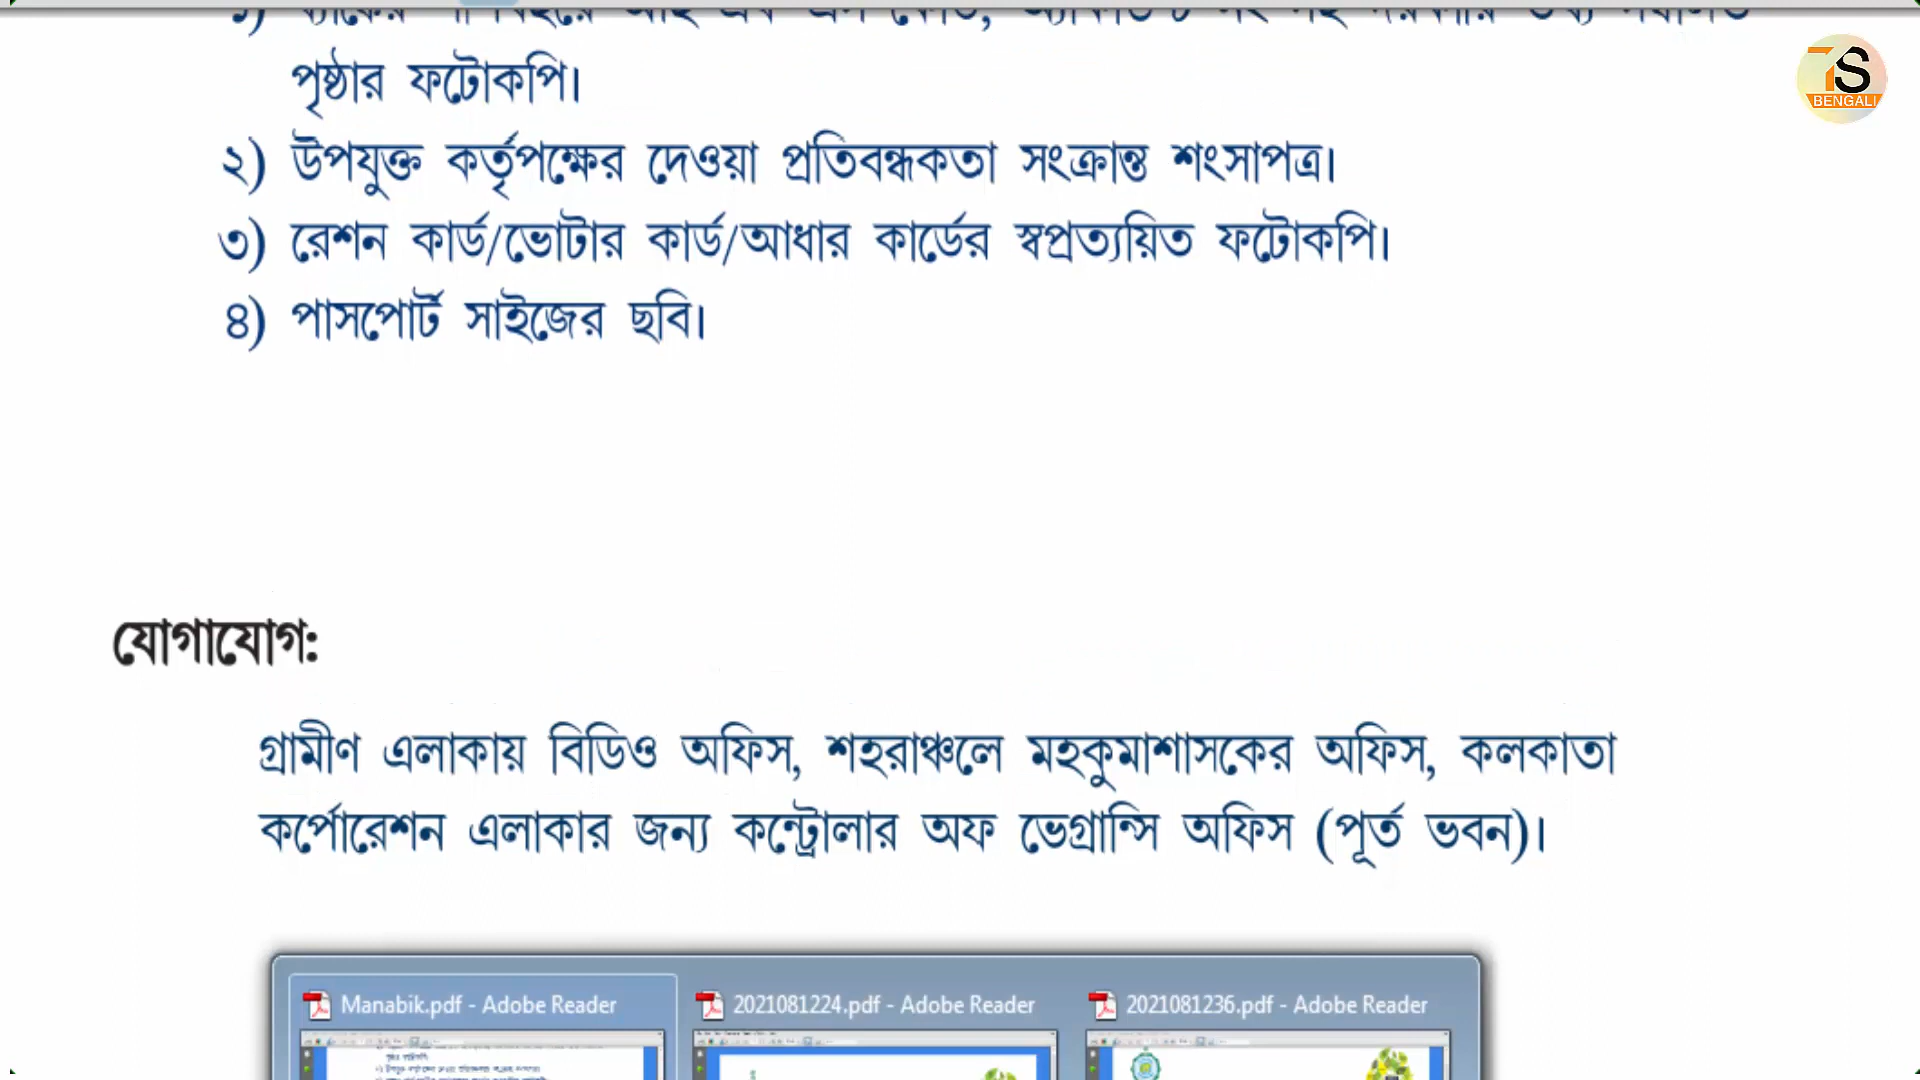 পৃষ্ঠার ফটোকপি।
২) উপযুক্ত কর্তৃপক্ষের দেওয়া প্রতিবন্ধকতা সংক্রান্ত শংসাপত্র।
৩) রেশন কার্ড/ভোটার কার্ড/আধার কার্ডের স্বপ্রত্যয়িত ফটোকপি।
৪) পাসপোর্ট সাইজের ছবি।
যোগাযোগ:
গ্রামীণ এলাকায় বিডিও অফিস, শহরাঞ্চলে মহকুমাশাসকের অফিস, কলকাতা
কর্পোরেশন এলাকার জন্য কন্ট্রোলার অফ ভেগ্রান্সি অফিস (পূর্ত ভবন)।
Manabik.pdf - Adobe Reader
2021081224.pdf - Adobe Reader
2021081236.pdf - Adobe Reader
7S
BENGALI